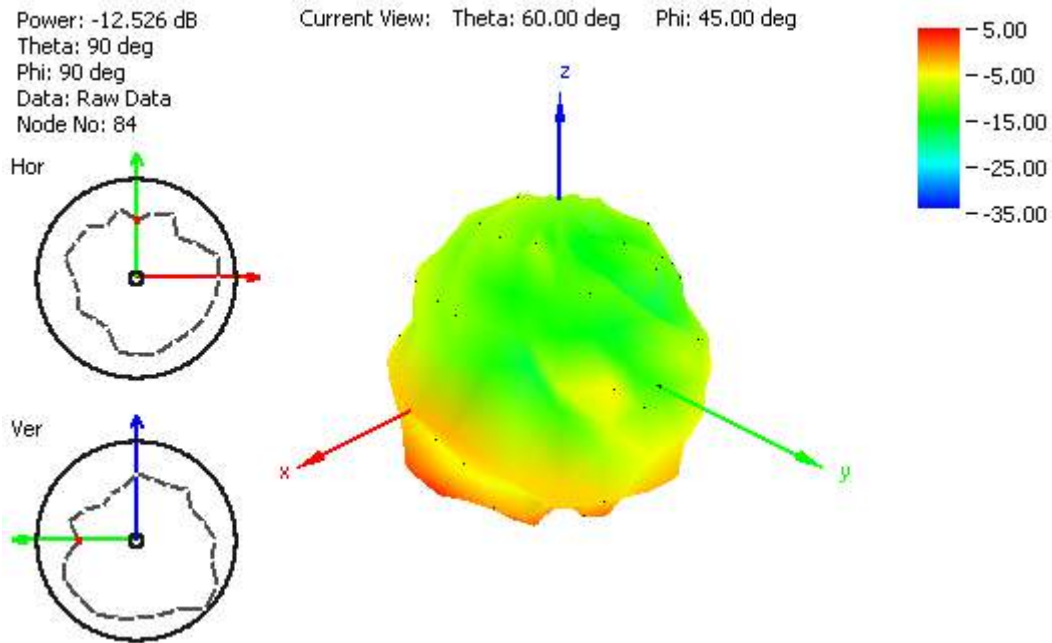 Power: -12.526 dB
Theta: 90 deg
Phi: 90 deg
Data: Raw Data
Node No: 84
Current View: Theta: 60.00 deg Phi: 45.00 deg
5.00
-5.00
-15.00
-25.00
-35.00
Hor
Ver
z
x
y